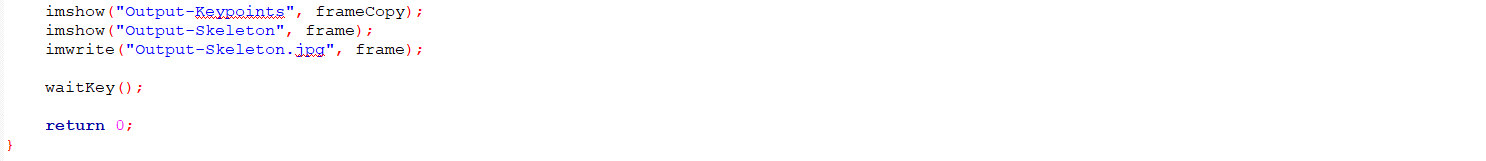 imshow("Output-Keypoints", frameCopy);
imshow("Output-Skeleton", frame);
imwrite("Output-Skeleton.jpg", frame);
waitKey();
return 0;
}